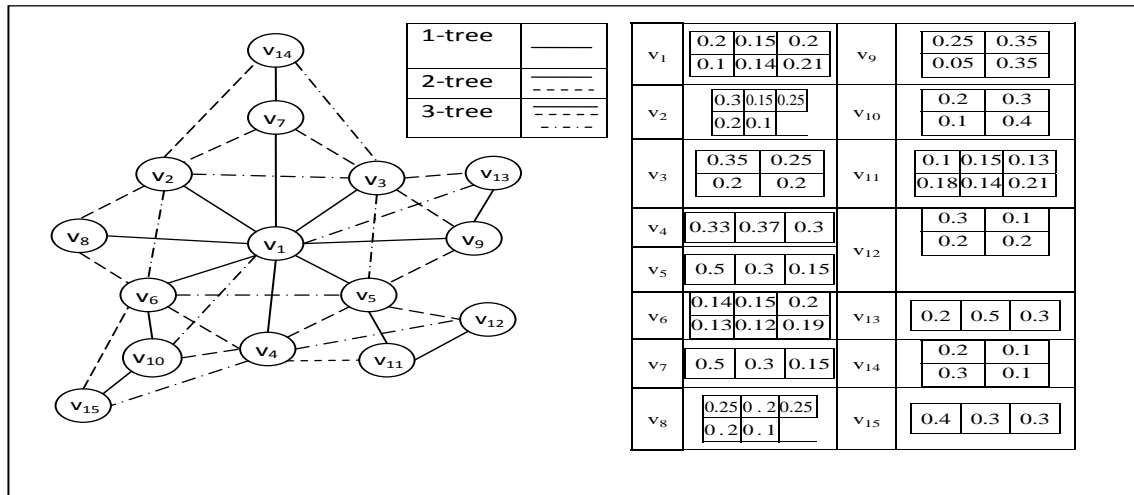 v14
v7
v2
v3
v13
v8
v1
v9
v6
v5
v12
v10
v4
v11
v15
1-tree
2-tree
3-tree
v1 0.2 0.15 0.2 v9 0.25 0.35
0.1 0.14 0.21 0.05 0.35
v2 0.3 0.15 0.25 v10 0.2 0.3
0.2 0.1 0.1 0.4
v3 0.35 0.25 v11 0.1 0.15 0.13
0.2 0.2 0.18 0.14 0.21
v4 0.33 0.37 0.3 v12 0.3 0.1
0.2 0.2
v5 0.5 0.3 0.15
v6 0.14 0.15 0.2 v13 0.2 0.5 0.3
0.13 0.12 0.19
v7 0.5 0.3 0.15 v14 0.2 0.1
0.3 0.1
v8 0.25 0.2 0.25 v15 0.4 0.3 0.3
0.2 0.1